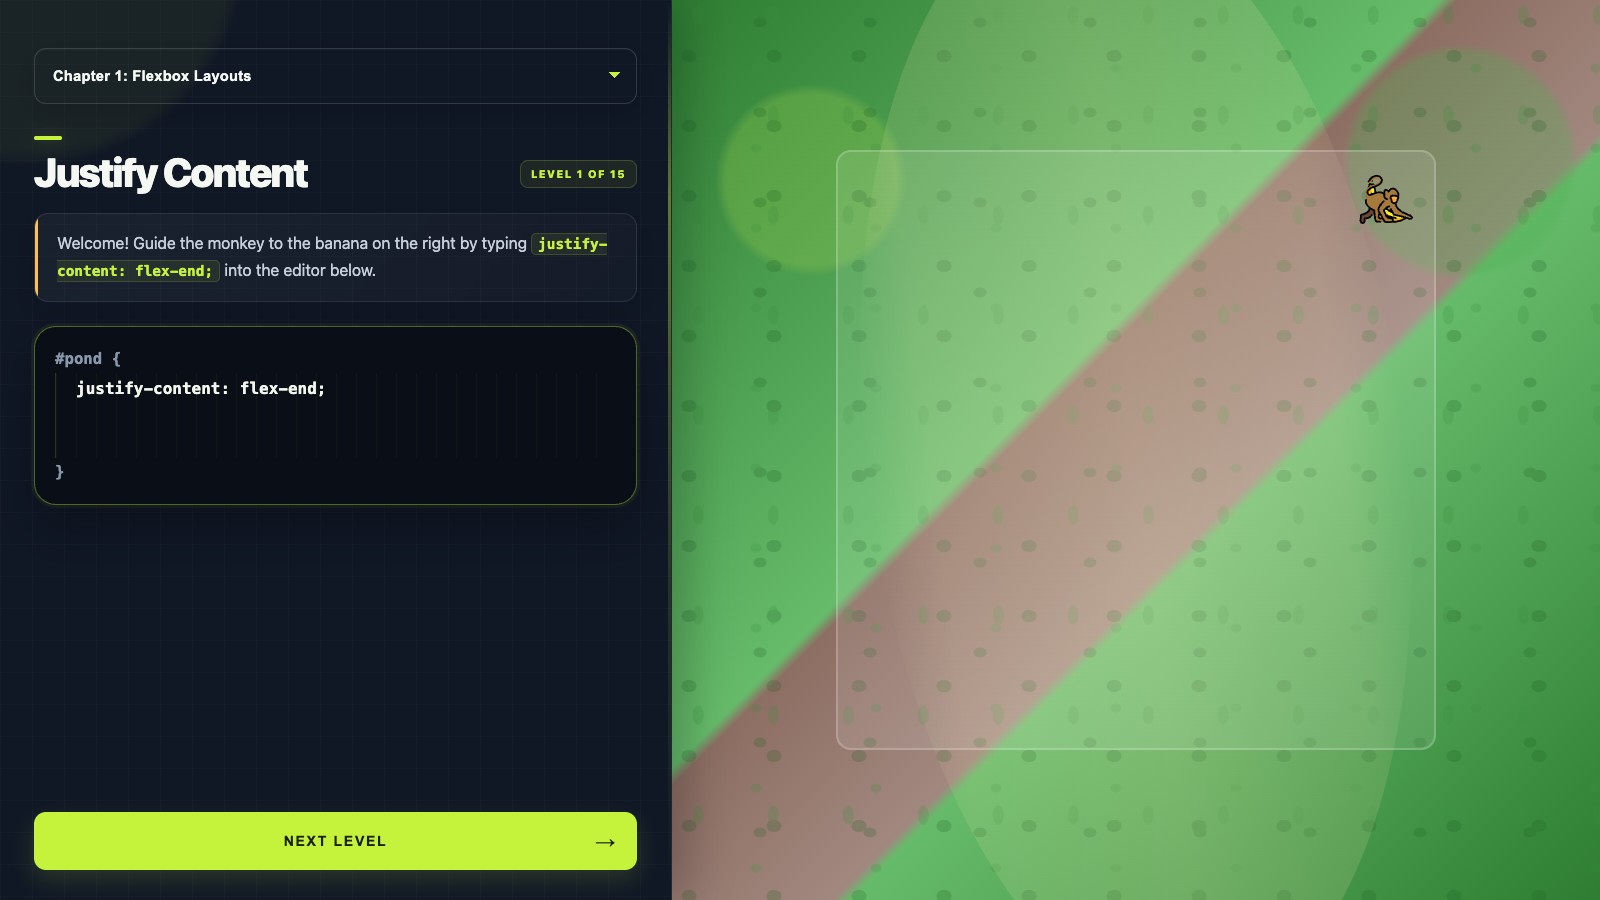 Chapter 1: Flexbox Layouts
Justify Content
LEVEL 1 OF 15
Welcome! Guide the monkey to the banana on the right by typing justify-
content: flex-end; into the editor below.
#pond {
justify-content: flex-end;
}
NEXT LEVEL →